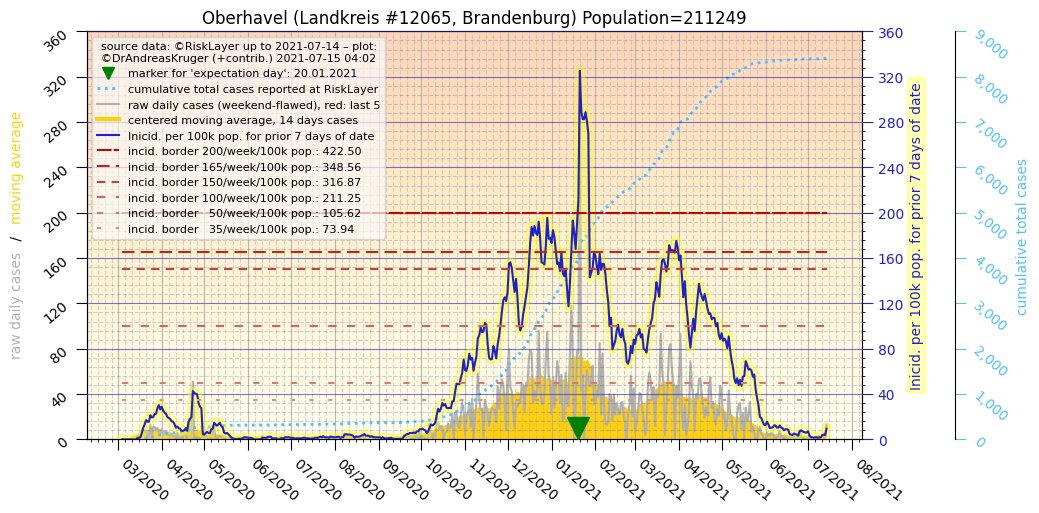 Oberhavel (Landkreis #12065, Brandenburg) Population=211249
source data: ©RiskLayer up to 2021-07-14 – plot:
©DrAndreasKruger (+contrib.) 2021-07-15 04:02
marker for 'expectation day': 20.01.2021
cumulative total cases reported at RiskLayer
raw daily cases (weekend-flawed), red: last 5
centered moving average, 14 days cases
Inicid. per 100k pop. for prior 7 days of date
incid. border 200/week/100k pop.: 422.50
incid. border 165/week/100k pop.: 348.56
incid. border 150/week/100k pop.: 316.87
incid. border 100/week/100k pop.: 211.25
incid. border 50/week/100k pop.: 105.62
incid. border 35/week/100k pop.: 73.94
raw daily cases / moving average
360
320
280
240
200
160
120
80
40
0
03/2020
04/2020
05/2020
06/2020
07/2020
08/2020
09/2020
10/2020
11/2020
12/2020
01/2021
02/2021
03/2021
04/2021
05/2021
06/2021
07/2021
08/2021
360
320
280
240
200
160
120
80
40
0
Inicid. per 100k pop. for prior 7 days of date
9,000
8,000
7,000
6,000
5,000
4,000
3,000
2,000
1,000
0
cumulative total cases